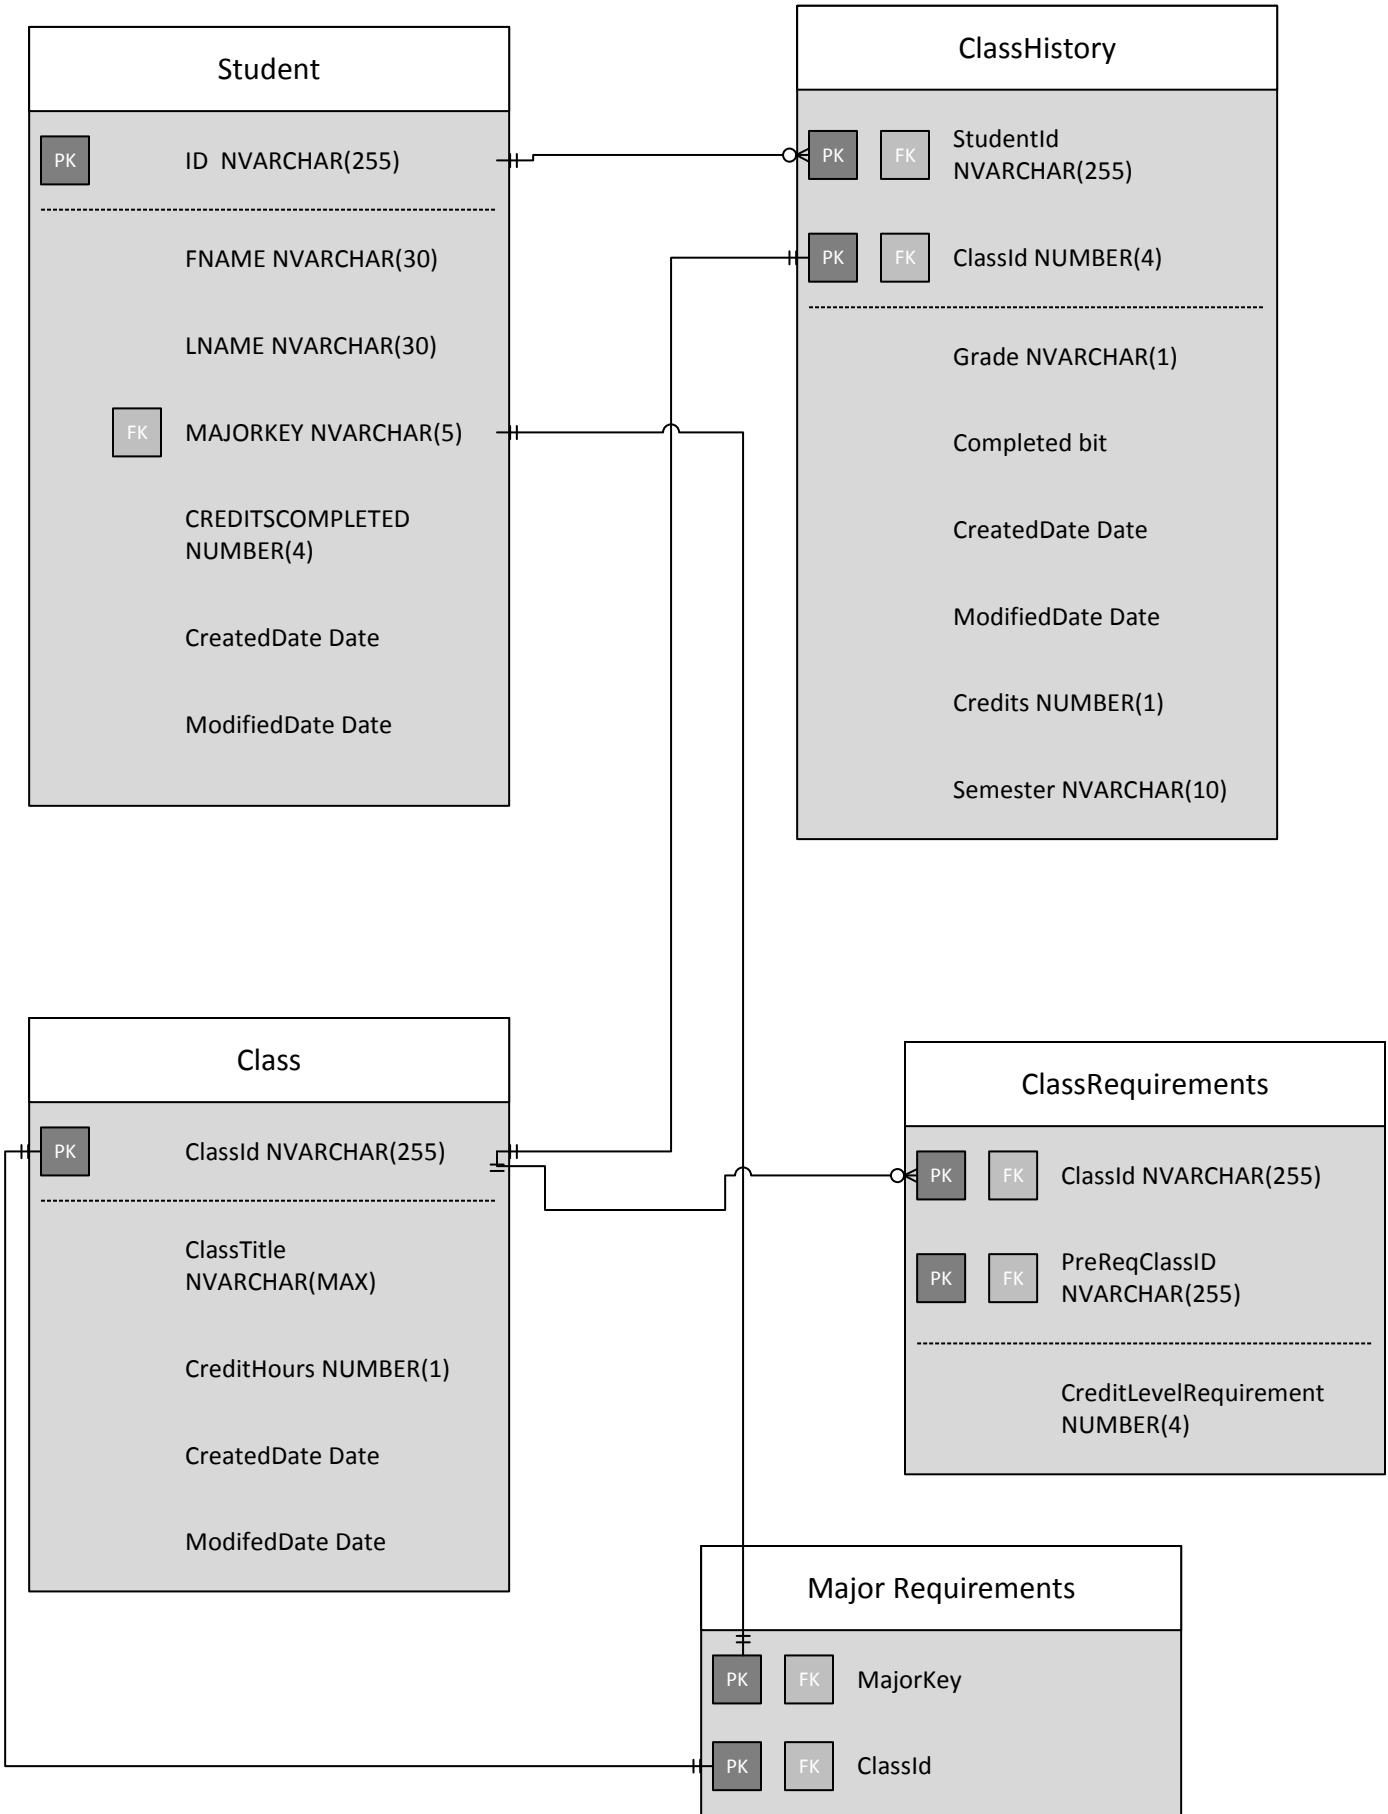 Student
PK
ID  NVARCHAR(255)
FNAME NVARCHAR(30)
LNAME NVARCHAR(30)
FK
MAJORKEY NVARCHAR(5)
CREDITSCOMPLETED
NUMBER(4)
CreatedDate Date
ModifiedDate Date
ClassHistory
PK FK
StudentId
NVARCHAR(255)
PK FK ClassId NUMBER(4)
Grade NVARCHAR(1)
Completed bit
CreatedDate Date
ModifiedDate Date
Credits NUMBER(1)
Semester NVARCHAR(10)
Class
PK ClassId NVARCHAR(255)
ClassTitle
NVARCHAR(MAX)
CreditHours NUMBER(1)
CreatedDate Date
ModifedDate Date
ClassRequirements
PK FK ClassId NVARCHAR(255)
PK FK
PreReqClassID
NVARCHAR(255)
CreditLevelRequirement
NUMBER(4)
Major Requirements
PK FK MajorKey
PK FK ClassId